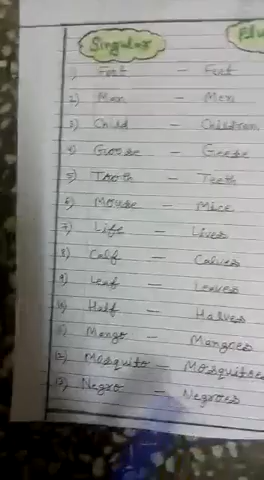 Singular Plu
1) Foot - Feet
2) Man - Men
3) Child - Children
4) Goose - Geese
5) Tooth - Teeth
6) Mouse - Mice
7) Life - Lives
8) Calf - Calves
9) Leaf - Leaves
10) Half - Halves
11) Mango - Mangoes
12) Mosquito - Mosquitoes
13) Negro - Negroes